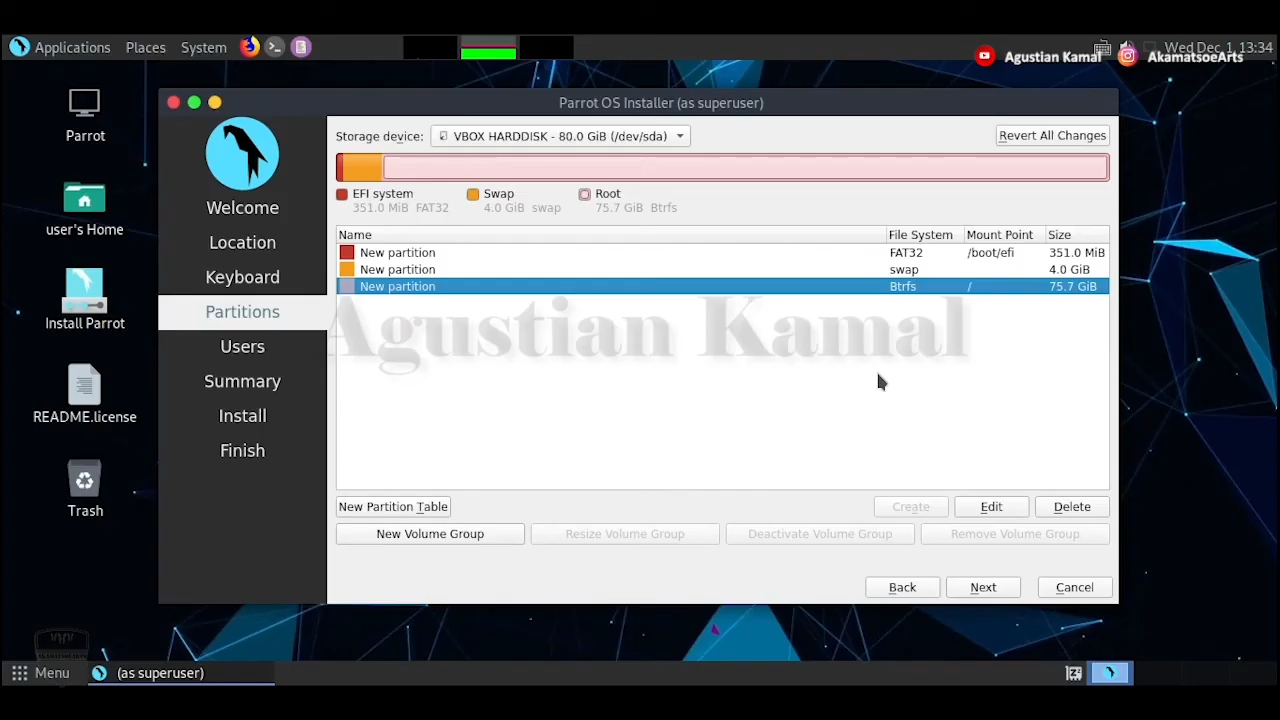 Applications Places System Wed Dec 1, 13:34
Agustian Kamal AkamatsoeArts
Parrot OS Installer (as superuser)
Parrot
user's Home
Install Parrot
README.license
Trash
Welcome
Location
Keyboard
Partitions
Users
Summary
Install
Finish
Storage device: VBOX HARDDISK - 80.0 GiB (/dev/sda) Revert All Changes
EFI system Swap Root
351.0 MiB FAT32 4.0 GiB swap 75.7 GiB Btrfs
Name File System Mount Point Size
New partition FAT32 /boot/efi 351.0 MiB
New partition swap 4.0 GiB
New partition Btrfs / 75.7 GiB
Agustian Kamal
New Partition Table Create Edit Delete
New Volume Group Resize Volume Group Deactivate Volume Group Remove Volume Group
Back Next Cancel
Menu (as superuser)